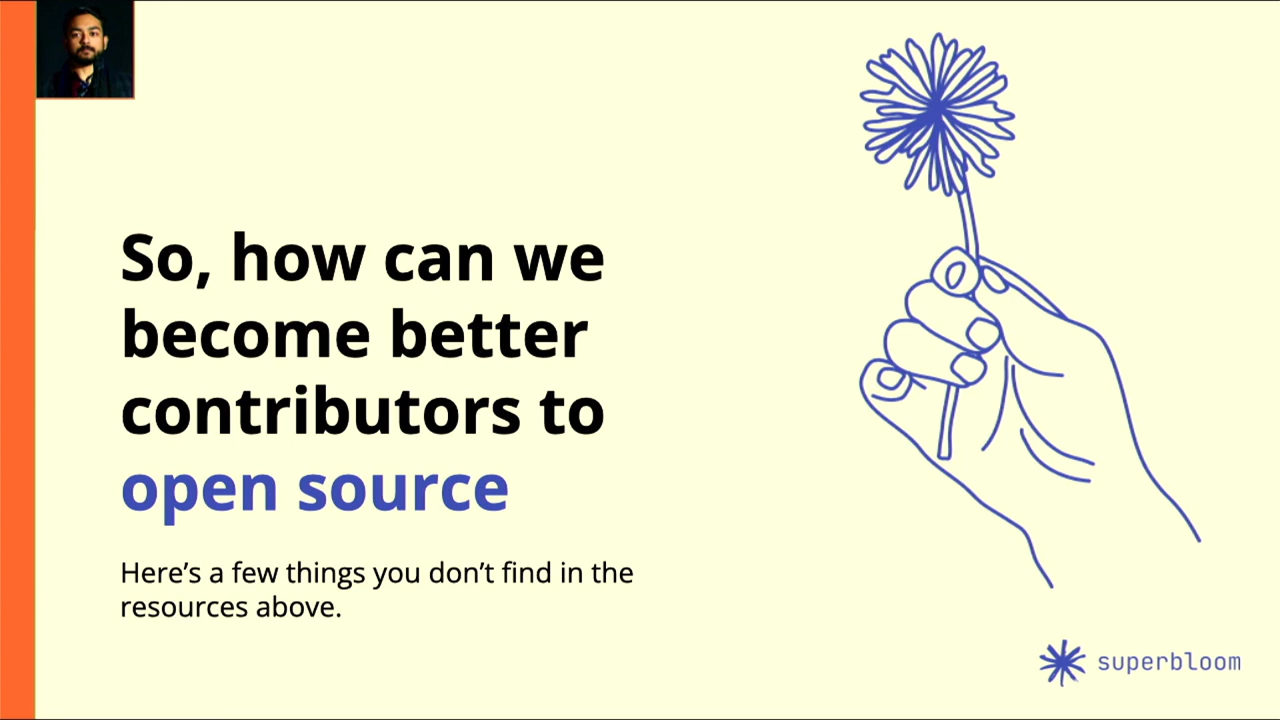 So, how can we
become better
contributors to
open source
Here’s a few things you don’t find in the
resources above.
superbloom